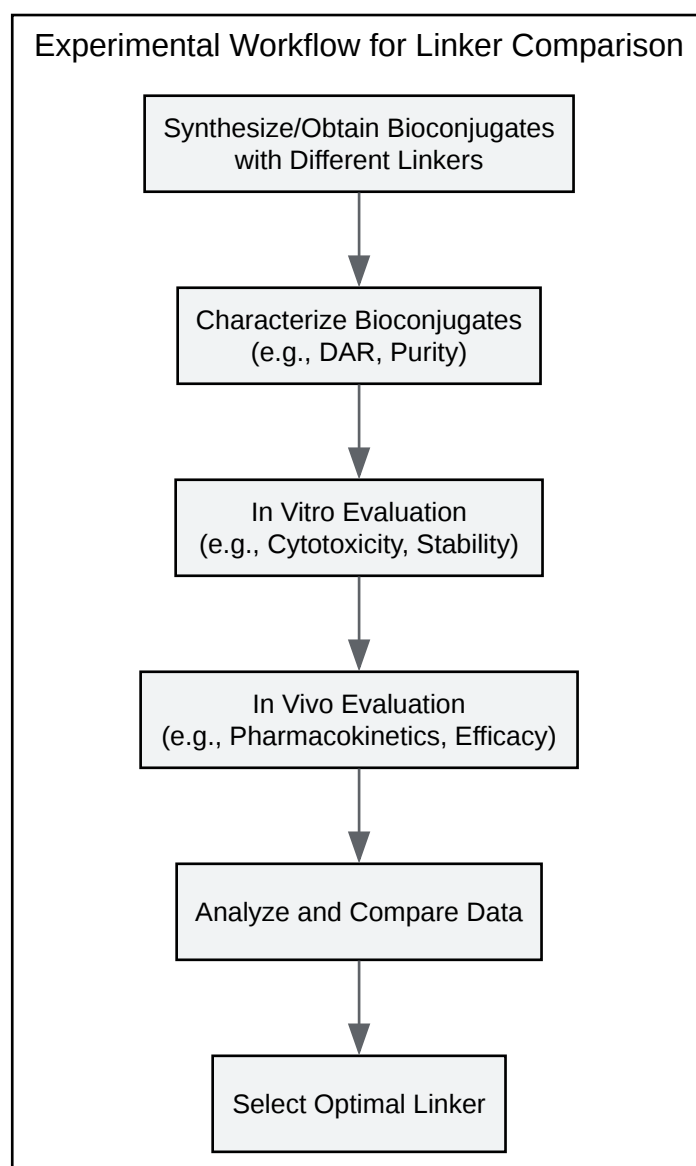 Experimental Workflow for Linker Comparison
Synthesize/Obtain Bioconjugates
with Different Linkers
Characterize Bioconjugates
(e.g., DAR, Purity)
In Vitro Evaluation
(e.g., Cytotoxicity, Stability)
In Vivo Evaluation
(e.g., Pharmacokinetics, Efficacy)
Analyze and Compare Data
Select Optimal Linker